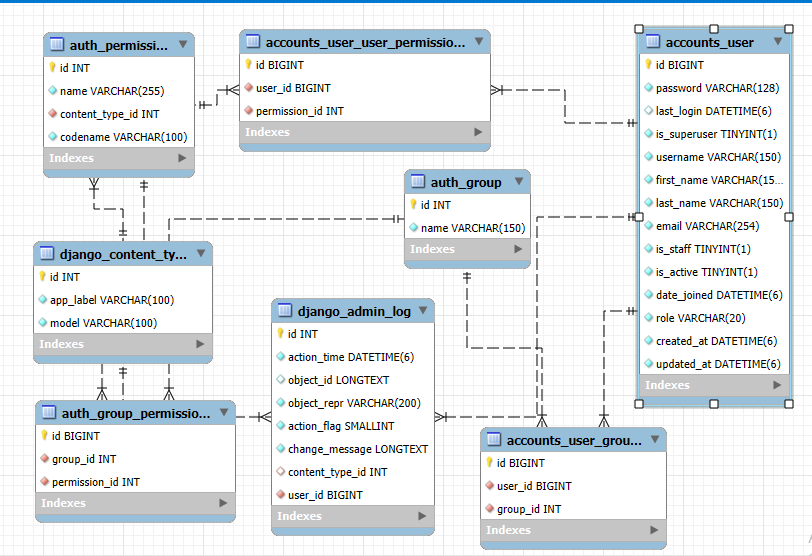 auth_permissi...
id INT
name VARCHAR(255)
content_type_id INT
codename VARCHAR(100)
Indexes
accounts_user_user_permissio...
id BIGINT
user_id BIGINT
permission_id INT
Indexes
accounts_user
id BIGINT
password VARCHAR(128)
last_login DATETIME(6)
is_superuser TINYINT(1)
username VARCHAR(150)
first_name VARCHAR(15...
last_name VARCHAR(150)
email VARCHAR(254)
is_staff TINYINT(1)
is_active TINYINT(1)
date_joined DATETIME(6)
role VARCHAR(20)
created_at DATETIME(6)
updated_at DATETIME(6)
Indexes
auth_group
id INT
name VARCHAR(150)
Indexes
django_content_ty...
id INT
app_label VARCHAR(100)
model VARCHAR(100)
Indexes
django_admin_log
id INT
action_time DATETIME(6)
object_id LONGTEXT
object_repr VARCHAR(200)
action_flag SMALLINT
change_message LONGTEXT
content_type_id INT
user_id BIGINT
Indexes
auth_group_permissio...
id BIGINT
group_id INT
permission_id INT
Indexes
accounts_user_grou...
id BIGINT
user_id BIGINT
group_id INT
Indexes